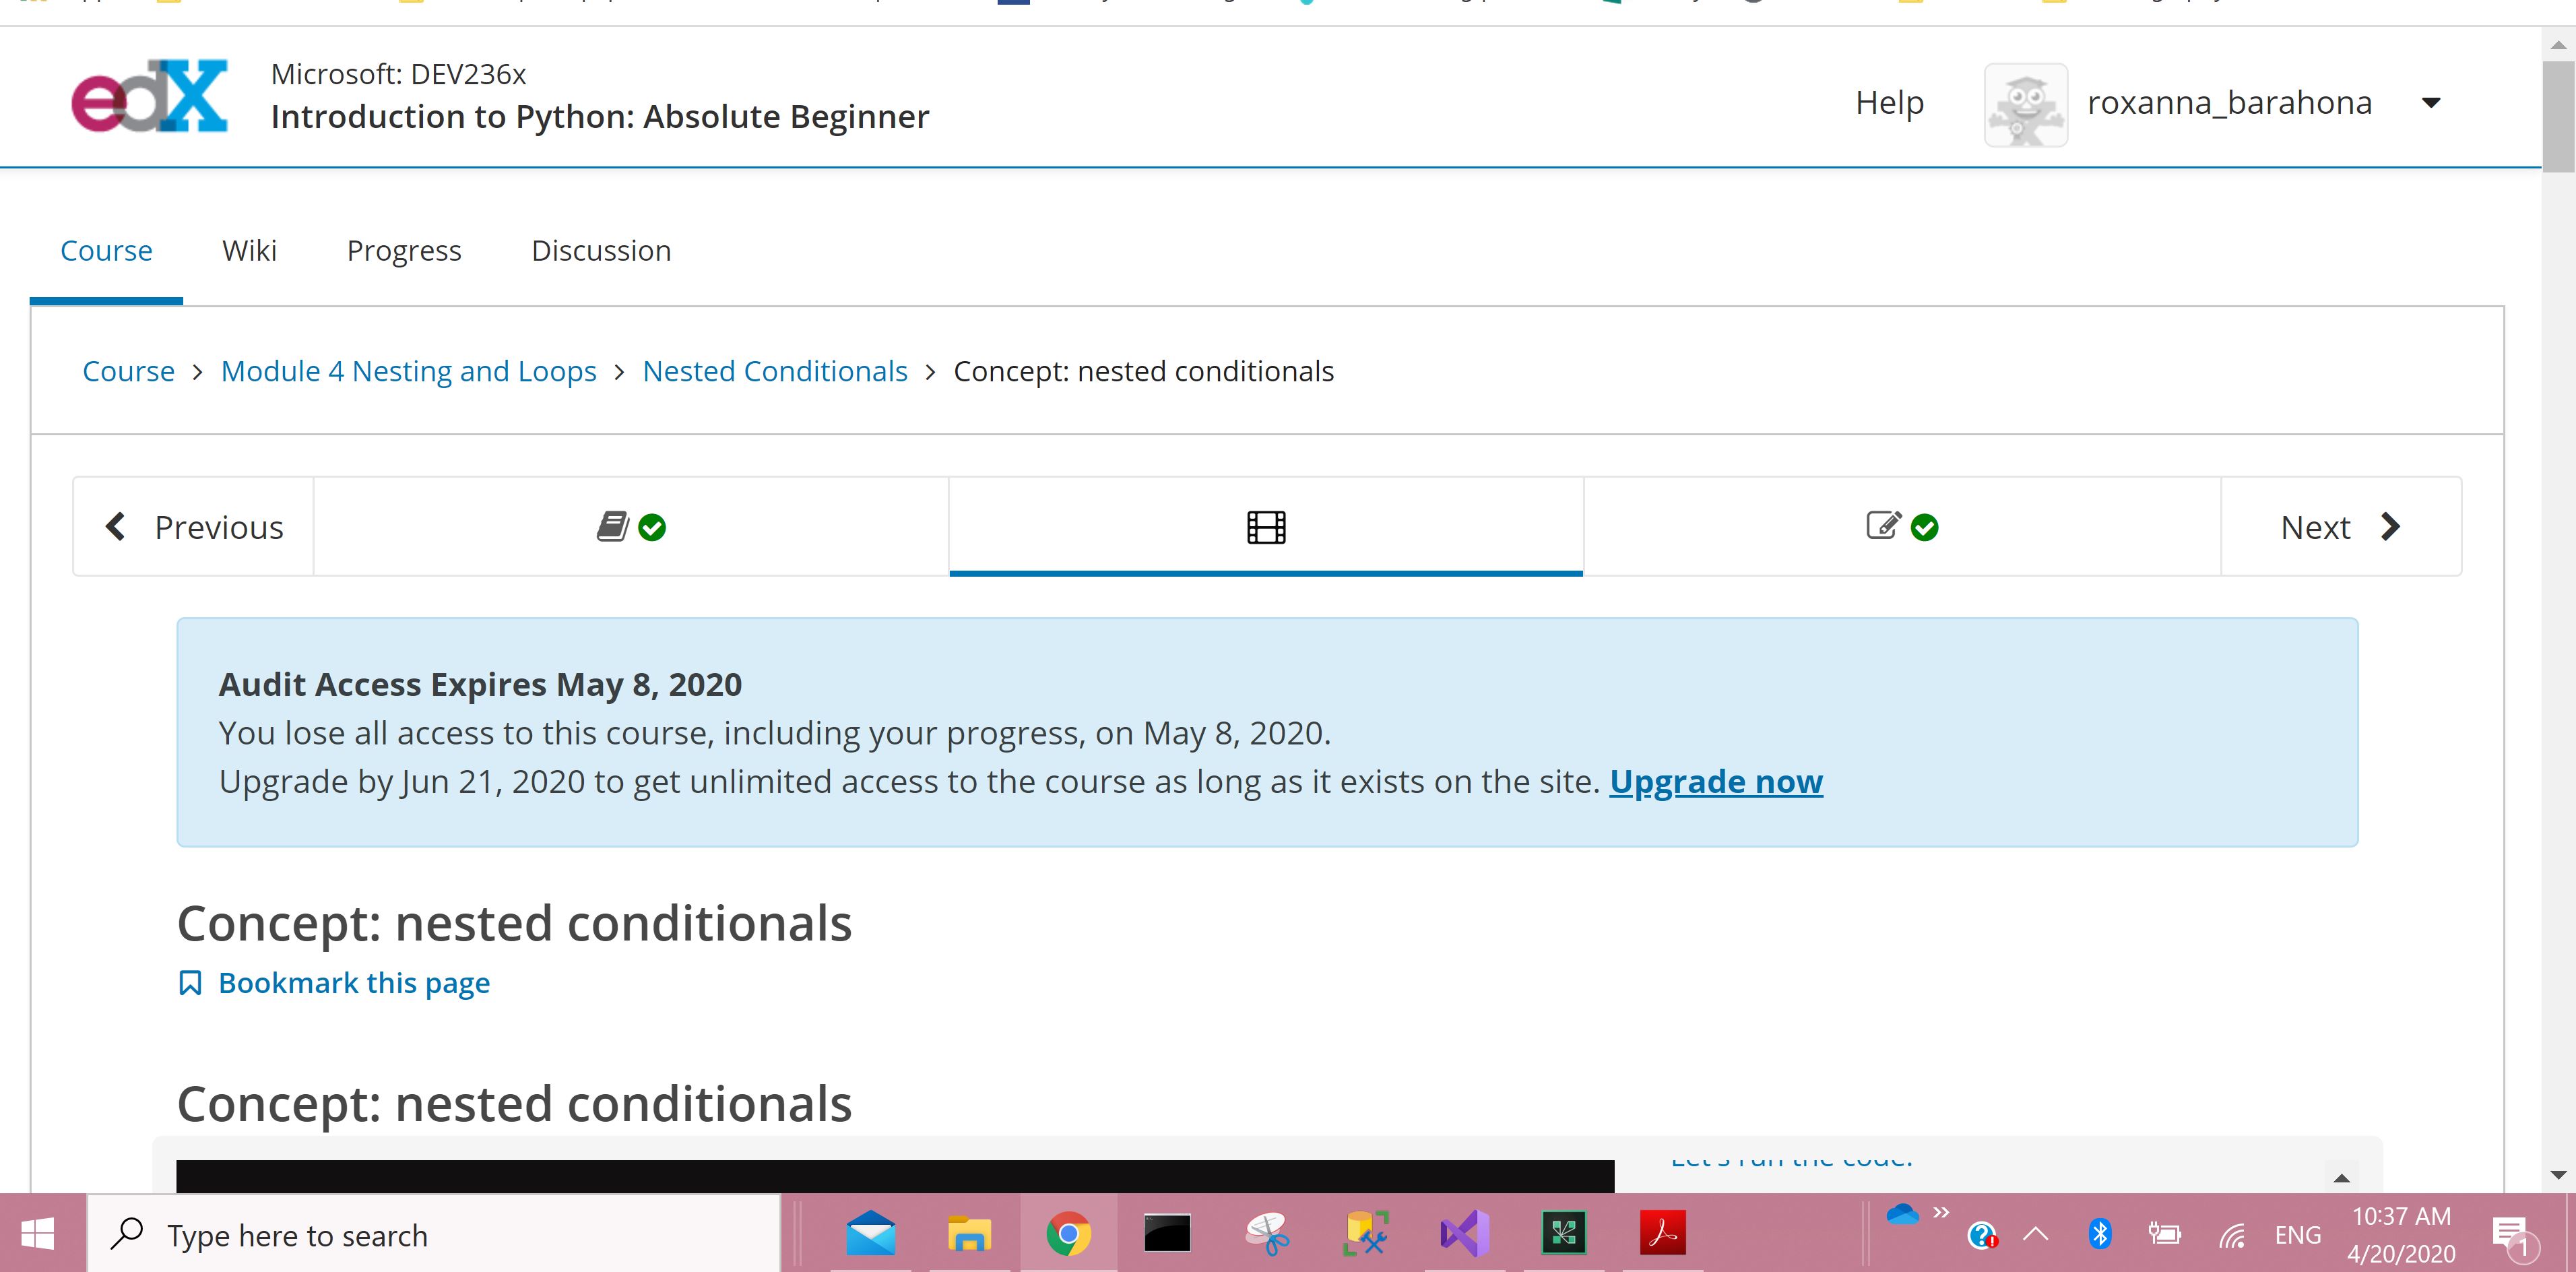 edX
Microsoft: DEV236x
Introduction to Python: Absolute Beginner
Help
roxanna_barahona
Course
Wiki
Progress
Discussion
Course > Module 4 Nesting and Loops > Nested Conditionals > Concept: nested conditionals
Previous
Next
Audit Access Expires May 8, 2020
You lose all access to this course, including your progress, on May 8, 2020.
Upgrade by Jun 21, 2020 to get unlimited access to the course as long as it exists on the site. Upgrade now
Concept: nested conditionals
Bookmark this page
Concept: nested conditionals
Let's run the code.
Type here to search
ENG
10:37 AM
4/20/2020
1